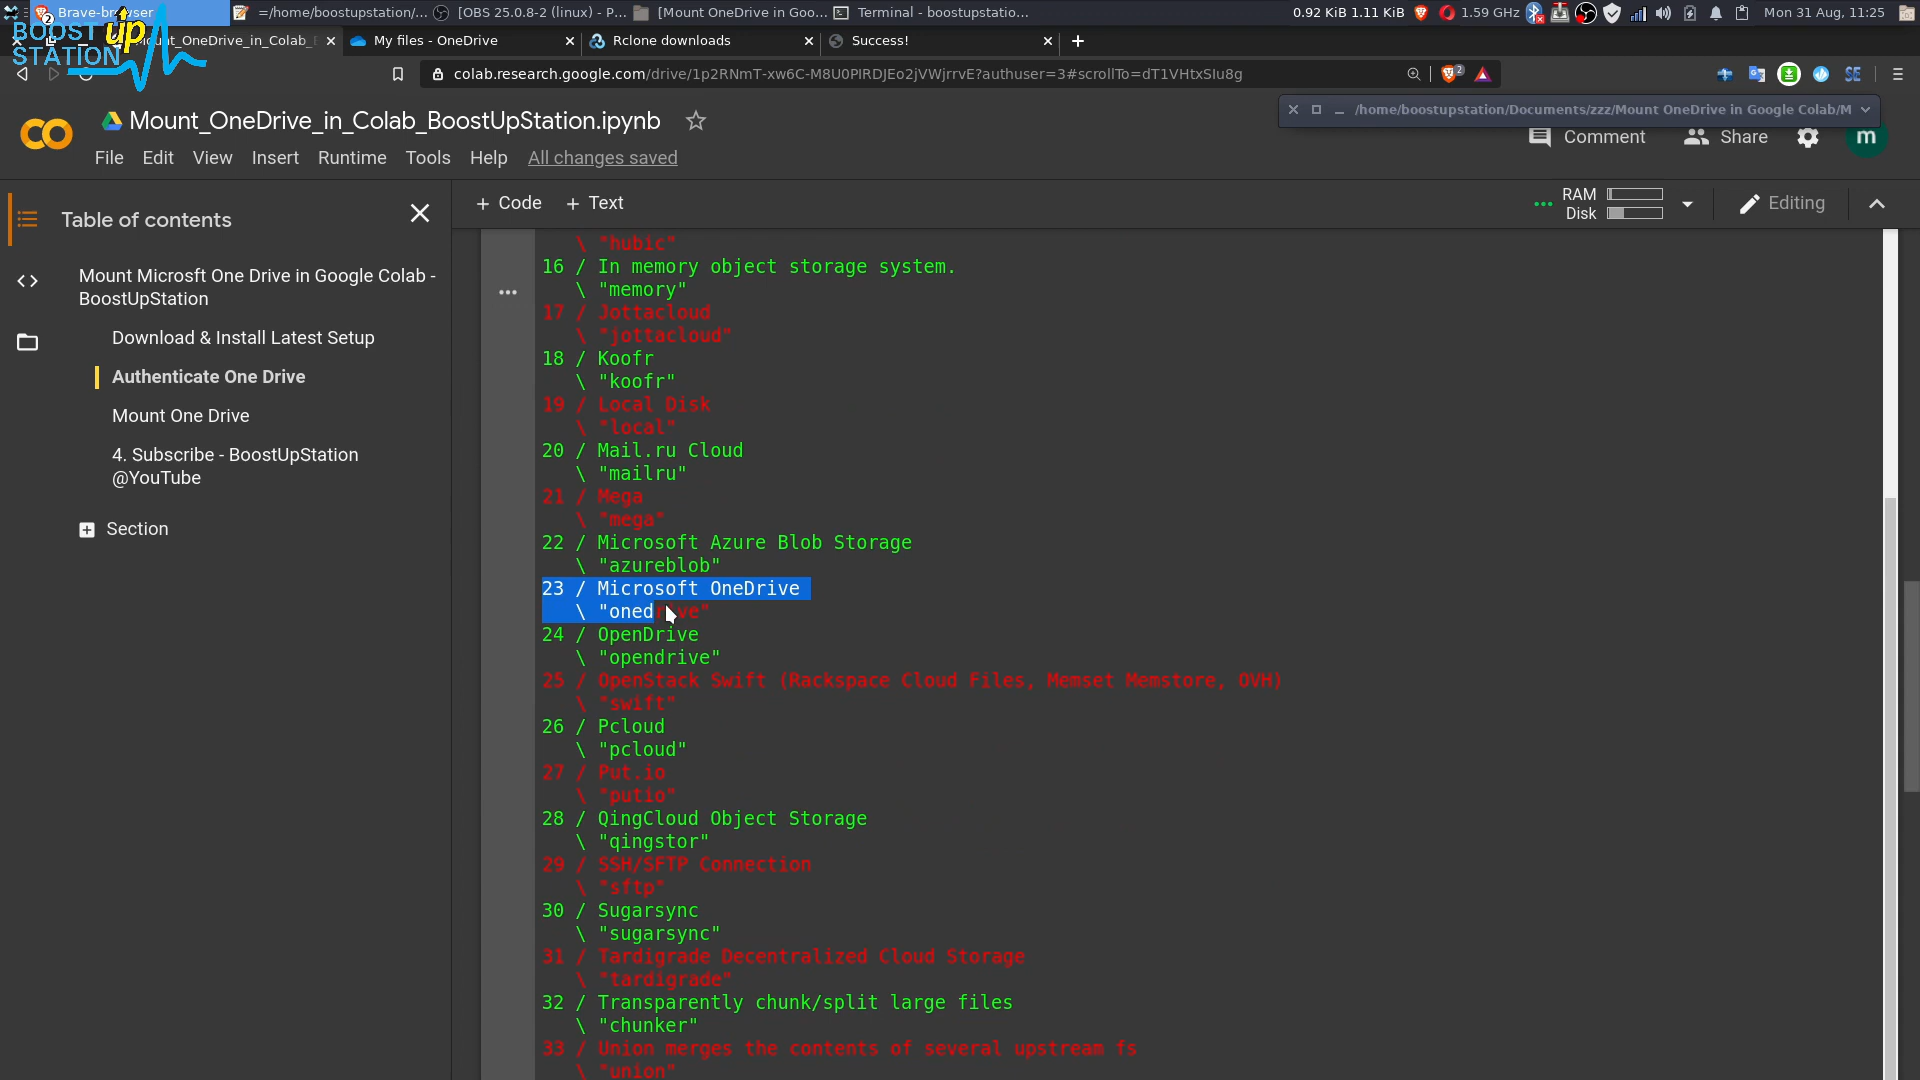 Brave-browser
=/home/boostupstation/...
[OBS 25.0.8-2 (linux) - P...
[Mount OneDrive in Goo...
Terminal - boostupstatio...
0.92 KiB 1.11 KiB
1.59 GHz
Mon 31 Aug, 11:25
BOOST up
STATION
Mount_OneDrive_in_Colab_B
My files - OneDrive
Rclone downloads
Success!
colab.research.google.com/drive/1p2RNmT-xw6C-M8U0PIRDJEo2jVWjrrvE?authuser=3#scrollTo=dT1VHtxSIu8g
/home/boostupstation/Documents/zzz/Mount OneDrive in Google Colab/M
Mount_OneDrive_in_Colab_BoostUpStation.ipynb
File Edit View Insert Runtime Tools Help All changes saved
Comment
Share
m
Table of contents
Mount Microsft One Drive in Google Colab -
BoostUpStation
Download & Install Latest Setup
Authenticate One Drive
Mount One Drive
4. Subscribe - BoostUpStation
@YouTube
Section
+ Code + Text
RAM
Disk
Editing
\ "hubic"
16 / In memory object storage system.
\ "memory"
17 / Jottacloud
\ "jottacloud"
18 / Koofr
\ "koofr"
19 / Local Disk
\ "local"
20 / Mail.ru Cloud
\ "mailru"
21 / Mega
\ "mega"
22 / Microsoft Azure Blob Storage
\ "azureblob"
23 / Microsoft OneDrive
\ "onedrive"
24 / OpenDrive
\ "opendrive"
25 / OpenStack Swift (Rackspace Cloud Files, Memset Memstore, OVH)
\ "swift"
26 / Pcloud
\ "pcloud"
27 / Put.io
\ "putio"
28 / QingCloud Object Storage
\ "qingstor"
29 / SSH/SFTP Connection
\ "sftp"
30 / Sugarsync
\ "sugarsync"
31 / Tardigrade Decentralized Cloud Storage
\ "tardigrade"
32 / Transparently chunk/split large files
\ "chunker"
33 / Union merges the contents of several upstream fs
\ "union"